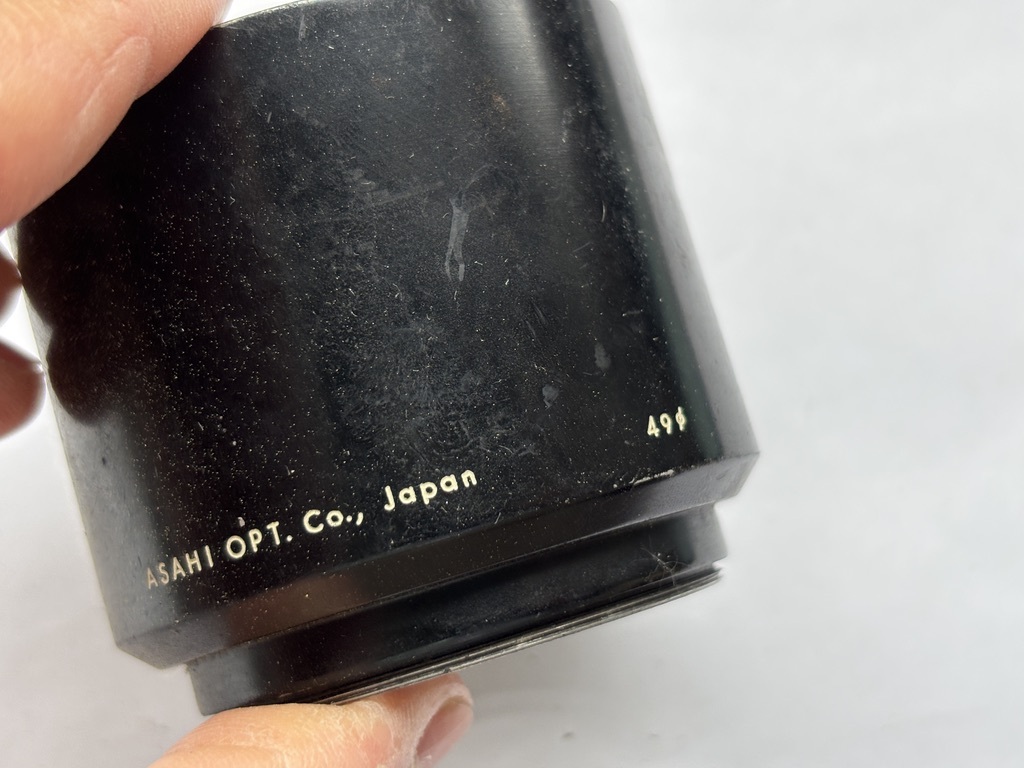 ASAHI OPT. Co., Japan
49ϕ